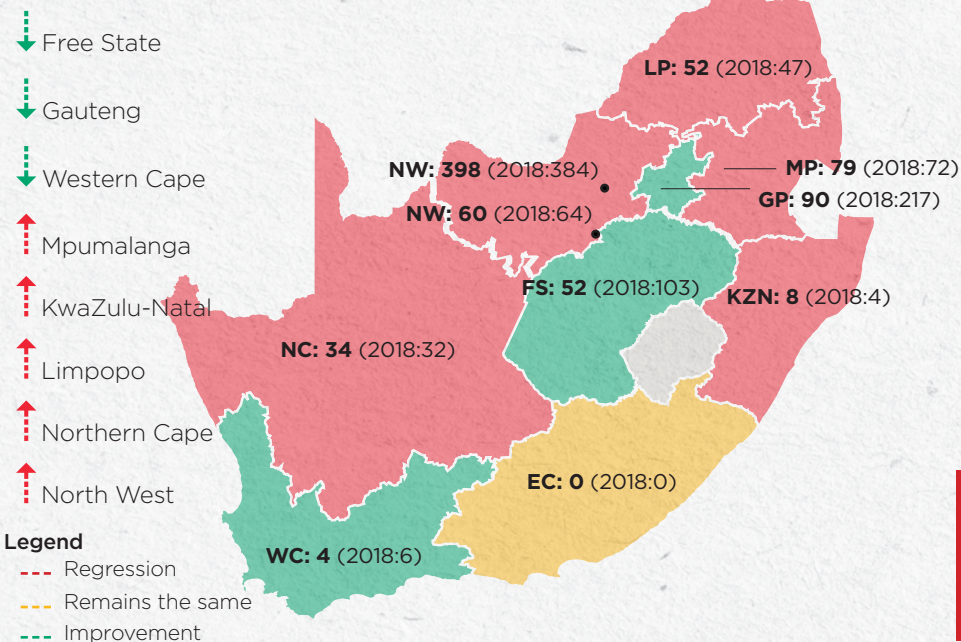 Free State
Gauteng
Western Cape
Mpumalanga
KwaZulu-Natal
Limpopo
Northern Cape
North West
Legend
Regression
Remains the same
Improvement
LP: 52 (2018:47)
NW: 398 (2018:384)
MP: 79 (2018:72)
GP: 90 (2018:217)
NW: 60 (2018:64)
FS: 52 (2018:103)
KZN: 8 (2018:4)
NC: 34 (2018:32)
EC: 0 (2018:0)
WC: 4 (2018:6)